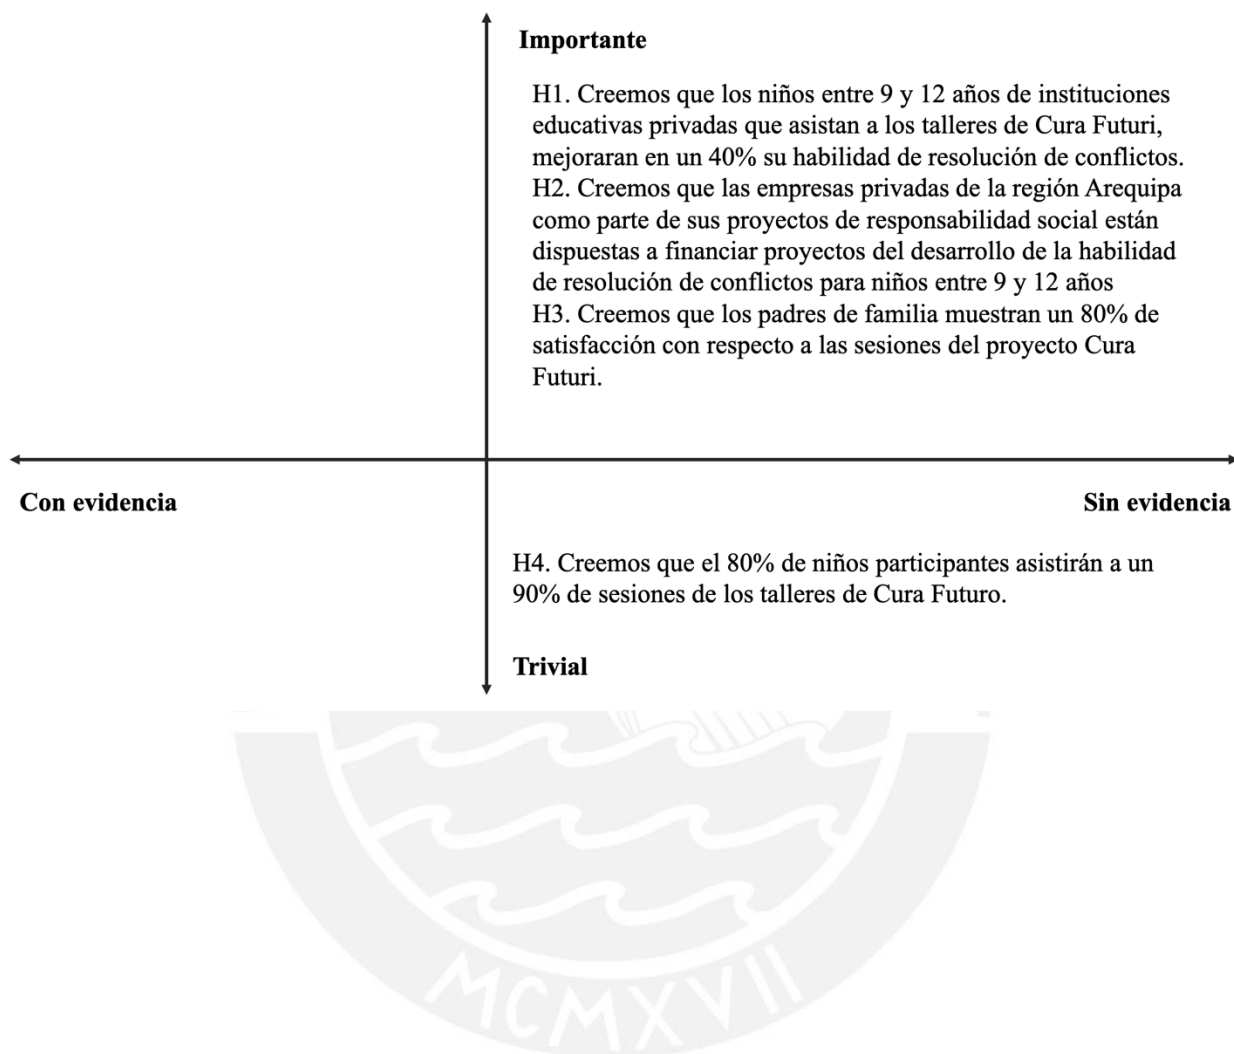 Importante
H1. Creemos que los niños entre 9 y 12 años de instituciones
educativas privadas que asistan a los talleres de Cura Futuri,
mejoraran en un 40% su habilidad de resolución de conflictos.
H2. Creemos que las empresas privadas de la región Arequipa
como parte de sus proyectos de responsabilidad social están
dispuestas a financiar proyectos del desarrollo de la habilidad
de resolución de conflictos para niños entre 9 y 12 años
H3. Creemos que los padres de familia muestran un 80% de
satisfacción con respecto a las sesiones del proyecto Cura
Futuri.
Con evidencia
Sin evidencia
H4. Creemos que el 80% de niños participantes asistirán a un
90% de sesiones de los talleres de Cura Futuro.
Trivial
MCMXVII